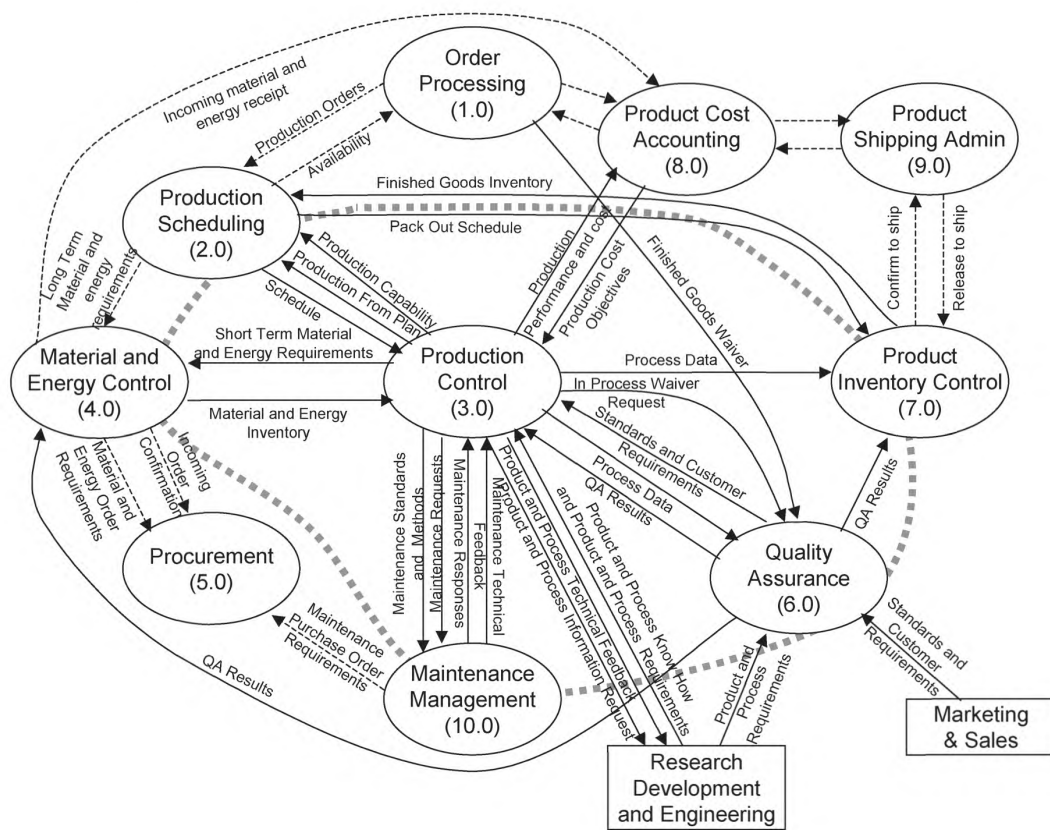 Order
Processing
(1.0)
Product Cost
Accounting
(8.0)
Product
Shipping Admin
(9.0)
Incoming material and
energy receipt
Production Orders
Availability
Production
Scheduling
(2.0)
Finished Goods Inventory
Pack Out Schedule
Long Term
Material and
energy
requirements
Production Capability
Production From Plan
Schedule
Production
Performance and cost
Production Cost
Objectives
Finished Goods Waiver
Confirm to ship
Release to ship
Material and
Energy Control
(4.0)
Short Term Material
and Energy Requirements
Material and Energy
Inventory
Production
Control
(3.0)
Process Data
In Process Waiver
Request
Product
Inventory Control
(7.0)
Standards and Customer
Requirements
Process Data
QA Results
QA Results
Incoming
Order
Confirmation
Material and
Energy Order
Requirements
Procurement
(5.0)
Maintenance Standards
and Methods
Maintenance Requests
Maintenance Responses
Feedback
Maintenance Technical
Product and Process Technical Feedback
Product and Process Information Request
Product and Process Know How
and Product and Process Requirements
Quality
Assurance
(6.0)
Maintenance
Purchase Order
Requirements
Maintenance
Management
(10.0)
QA Results
Product and
Process
Requirements
Standards and
Customer
Requirements
Marketing
& Sales
Research
Development
and Engineering